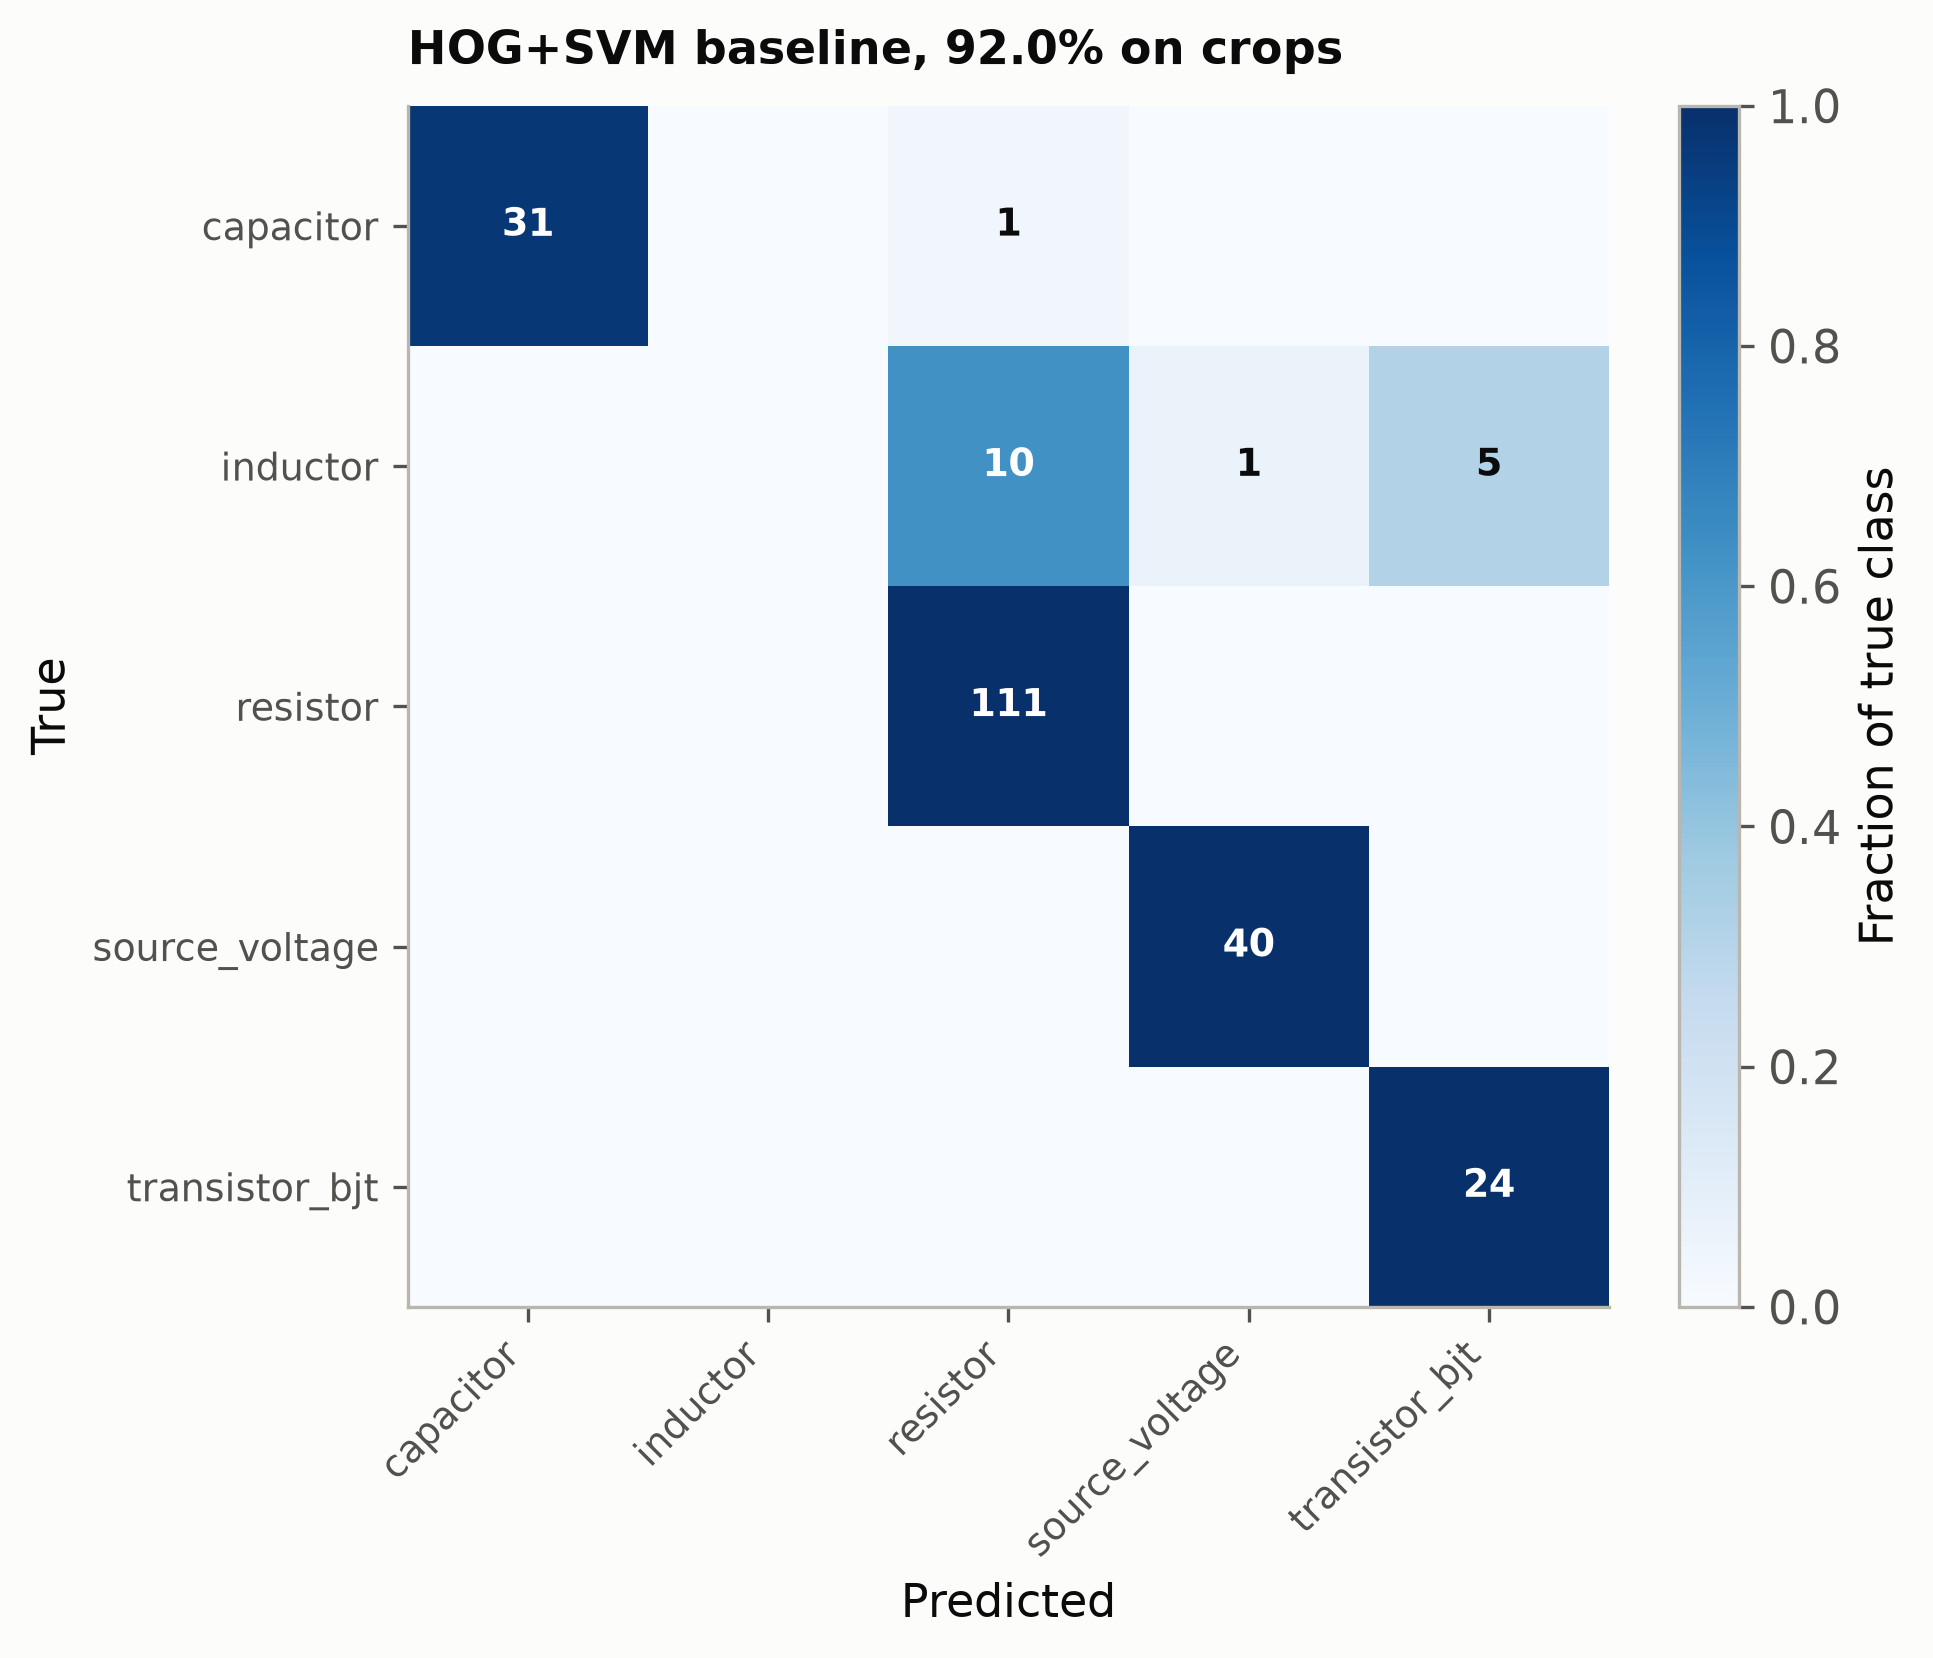 HOG+SVM baseline, 92.0% on crops
True
capacitor
inductor
resistor
source_voltage
transistor_bjt
31
1
10
1
5
111
40
24
capacitor
inductor
resistor
source_voltage
transistor_bjt
Predicted
1.0
0.8
0.6
0.4
0.2
0.0
Fraction of true class